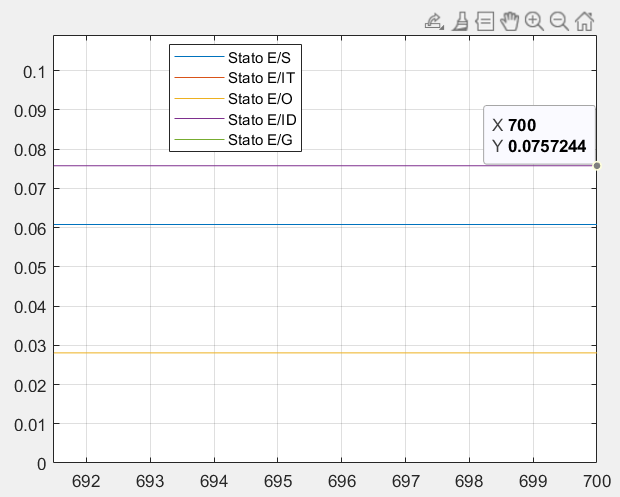 Stato E/S
Stato E/IT
Stato E/O
Stato E/ID
Stato E/G
X 700
Y 0.0757244
0.1
0.09
0.08
0.07
0.06
0.05
0.04
0.03
0.02
0.01
0
692 693 694 695 696 697 698 699 700